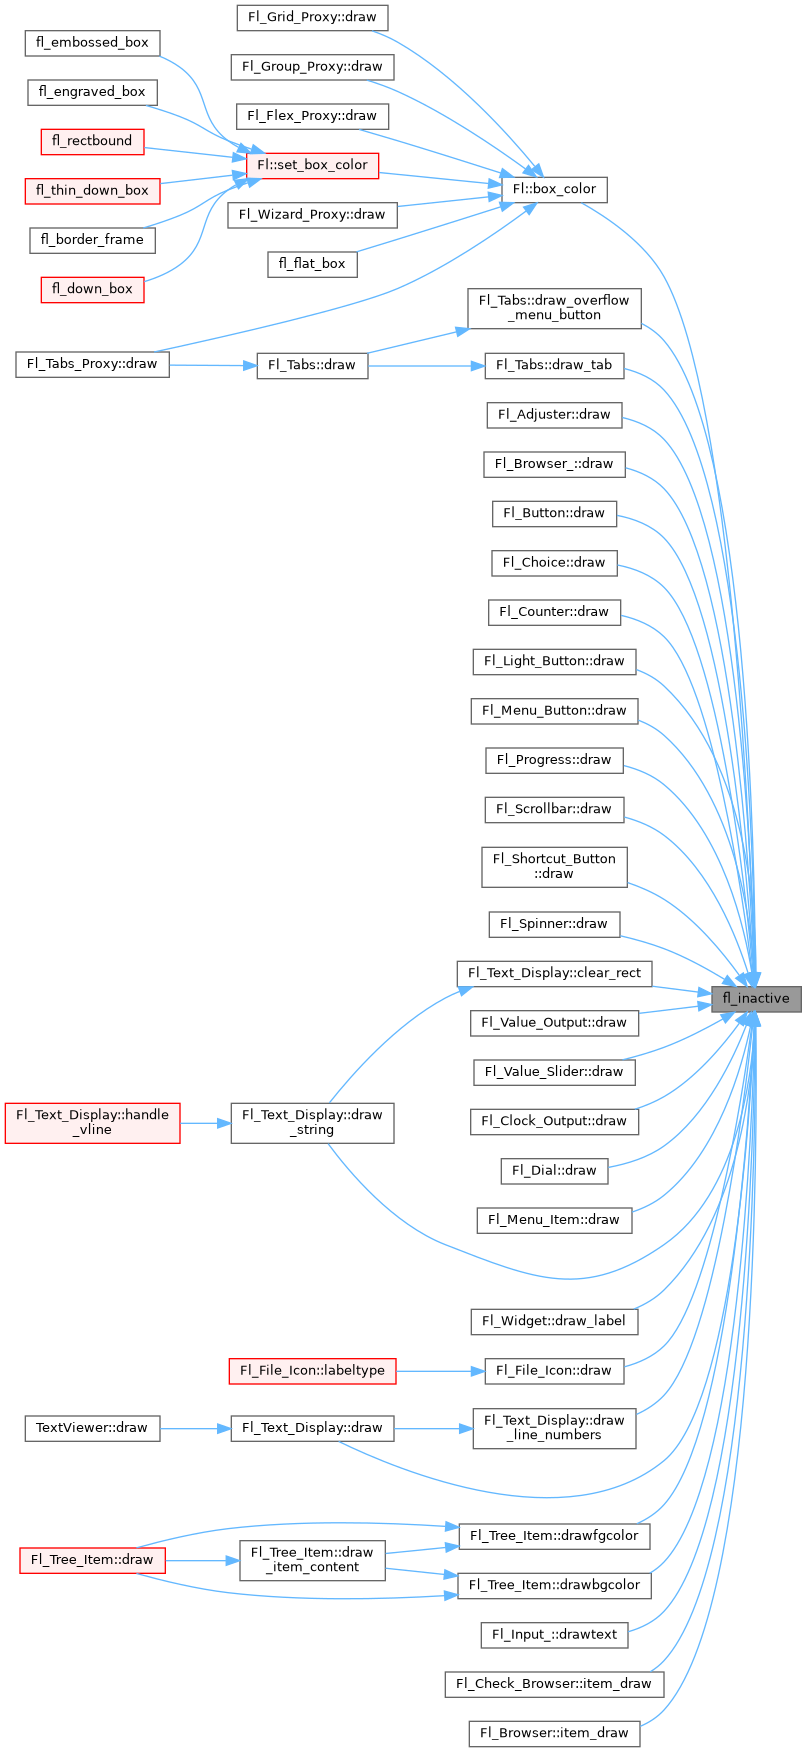 Fl_Grid_Proxy::draw
fl_embossed_box
Fl_Group_Proxy::draw
fl_engraved_box
Fl_Flex_Proxy::draw
fl_rectbound
Fl::set_box_color
fl_thin_down_box
Fl::box_color
Fl_Wizard_Proxy::draw
fl_border_frame
fl_flat_box
fl_down_box
Fl_Tabs::draw_overflow
_menu_button
Fl_Tabs_Proxy::draw
Fl_Tabs::draw
Fl_Tabs::draw_tab
Fl_Adjuster::draw
Fl_Browser_::draw
Fl_Button::draw
Fl_Choice::draw
Fl_Counter::draw
Fl_Light_Button::draw
Fl_Menu_Button::draw
Fl_Progress::draw
Fl_Scrollbar::draw
Fl_Shortcut_Button
::draw
Fl_Spinner::draw
Fl_Text_Display::clear_rect
fl_inactive
Fl_Value_Output::draw
Fl_Value_Slider::draw
Fl_Text_Display::handle
_vline
Fl_Text_Display::draw
_string
Fl_Clock_Output::draw
Fl_Dial::draw
Fl_Menu_Item::draw
Fl_Widget::draw_label
Fl_File_Icon::labeltype
Fl_File_Icon::draw
TextViewer::draw
Fl_Text_Display::draw
Fl_Text_Display::draw
_line_numbers
Fl_Tree_Item::drawfgcolor
Fl_Tree_Item::draw
Fl_Tree_Item::draw
_item_content
Fl_Tree_Item::drawbgcolor
Fl_Input_::drawtext
Fl_Check_Browser::item_draw
Fl_Browser::item_draw